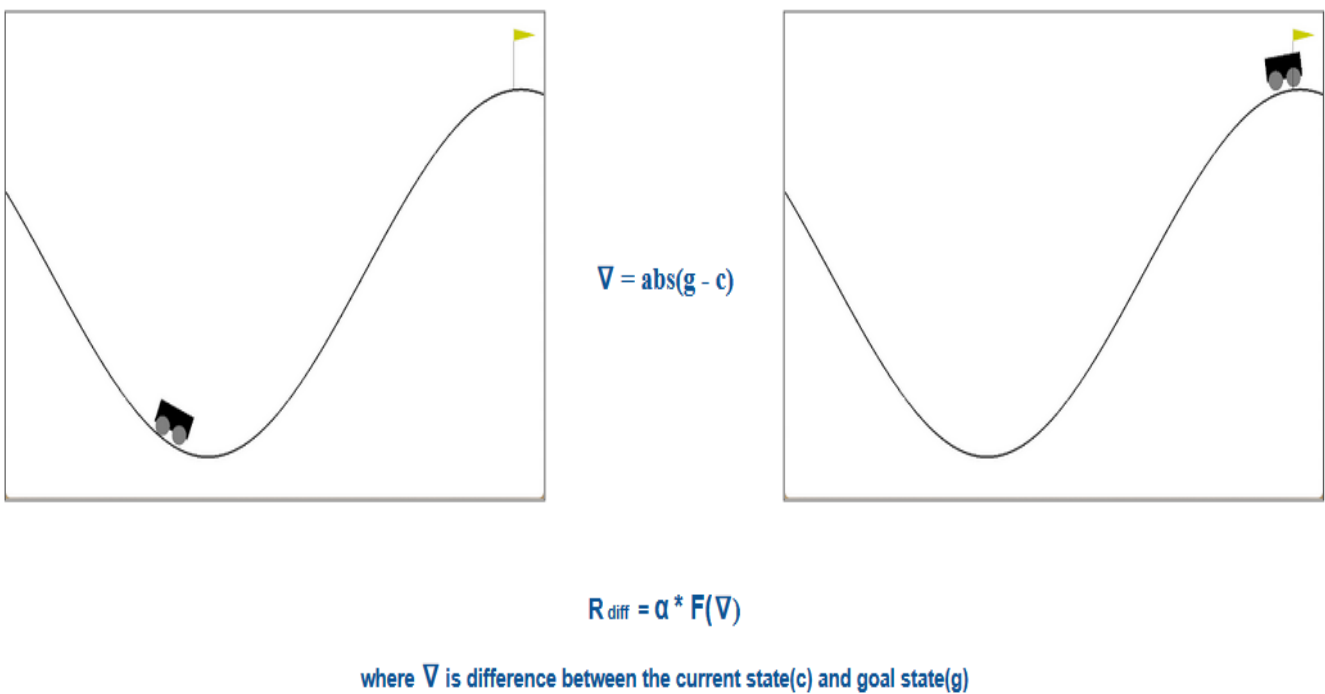 ∇ = abs(g - c)
R diff = α * F(∇)
where ∇ is difference between the current state(c) and goal state(g)